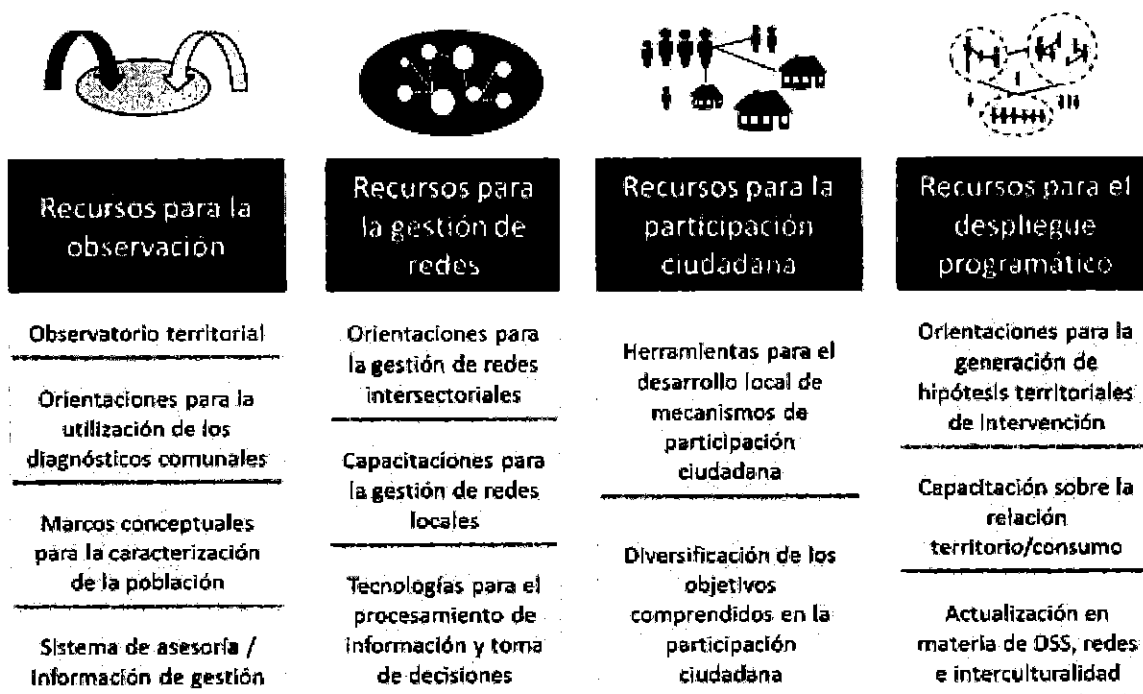 Recursos para la
observación
Observatorio territorial
Orientaciones para la
utilización de los
diagnósticos comunales
Marcos conceptuales
para la caracterización
de la población
Sistema de asesoría /
Información de gestión
Recursos para
la gestión de
redes
Orientaciones para
la gestión de redes
intersectoriales
Capacitaciones para
la gestión de redes
locales
Tecnologías para el
procesamiento de
información y toma
de decisiones
Recursos para la
participación
ciudadana
Herramientas para el
desarrollo local de
mecanismos de
participación
ciudadana
Diversificación de los
objetivos
comprendidos en la
participación
ciudadana
Recursos para el
despliegue
programático
Orientaciones para la
generación de
hipótesis territoriales
de Intervención
Capacitación sobre la
relación
territorio/consumo
Actualización en
materia de DSS, redes
e interculturalidad